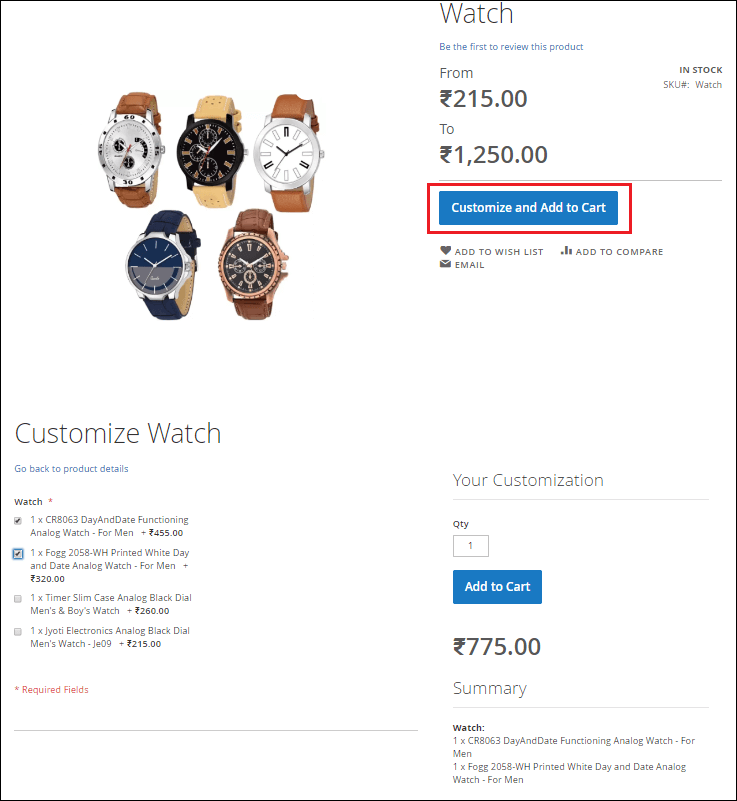 Watch
Be the first to review this product
From
IN STOCK
₹215.00
SKU#: Watch
To
₹1,250.00
Customize and Add to Cart
ADD TO WISH LIST
ADD TO COMPARE
EMAIL
Customize Watch
Go back to product details
Watch *
1 x CR8063 DayAndDate Functioning
Analog Watch - For Men + ₹455.00
1 x Fogg 2058-WH Printed White Day
and Date Analog Watch - For Men +
₹320.00
1 x Timer Slim Case Analog Black Dial
Men's & Boy's Watch + ₹260.00
1 x Jyoti Electronics Analog Black Dial
Men's Watch - Je09 + ₹215.00
* Required Fields
Your Customization
Qty
1
Add to Cart
₹775.00
Summary
Watch:
1 x CR8063 DayAndDate Functioning Analog Watch - For
Men
1 x Fogg 2058-WH Printed White Day and Date Analog
Watch - For Men